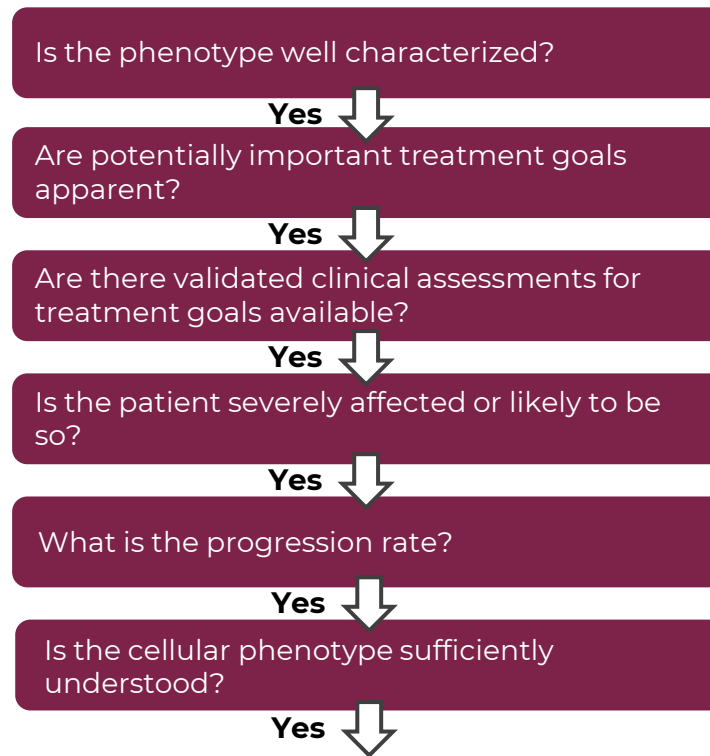 Is the phenotype well characterized?
Yes
Are potentially important treatment goals
apparent?
Yes
Are there validated clinical assessments for
treatment goals available?
Yes
Is the patient severely affected or likely to be
so?
Yes
What is the progression rate?
Yes
Is the cellular phenotype sufficiently
understood?
Yes